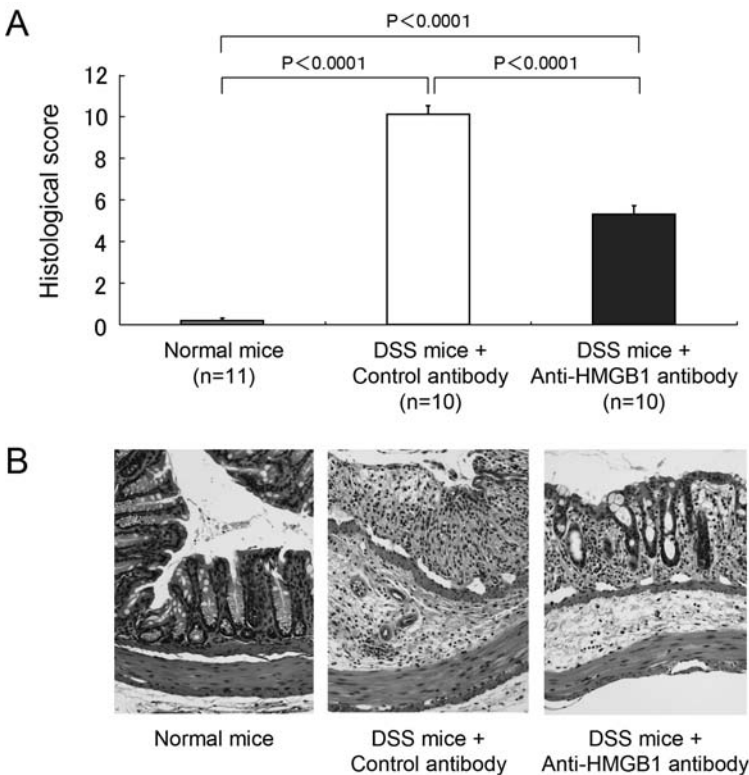 A
P<0.0001
P<0.0001
P<0.0001
Histological score
12
10
8
6
4
2
0
Normal mice
(n=11)
DSS mice +
Control antibody
(n=10)
DSS mice +
Anti-HMGB1 antibody
(n=10)
B
Normal mice
DSS mice +
Control antibody
DSS mice +
Anti-HMGB1 antibody